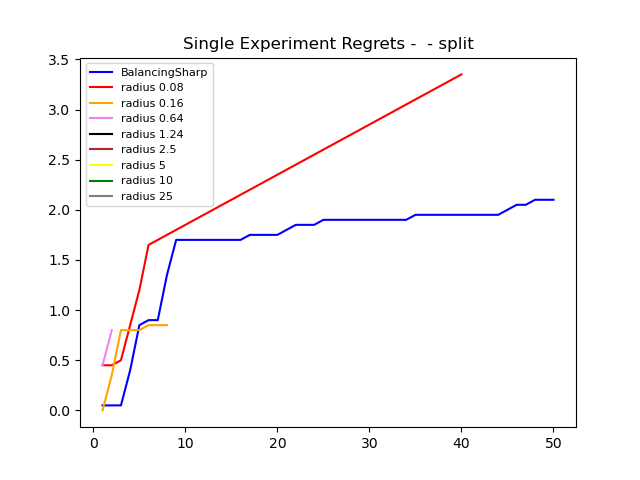 Single Experiment Regrets -  - split
3.5
3.0
2.5
2.0
1.5
1.0
0.5
0.0
BalancingSharp
radius 0.08
radius 0.16
radius 0.64
radius 1.24
radius 2.5
radius 5
radius 10
radius 25
0 10 20 30 40 50